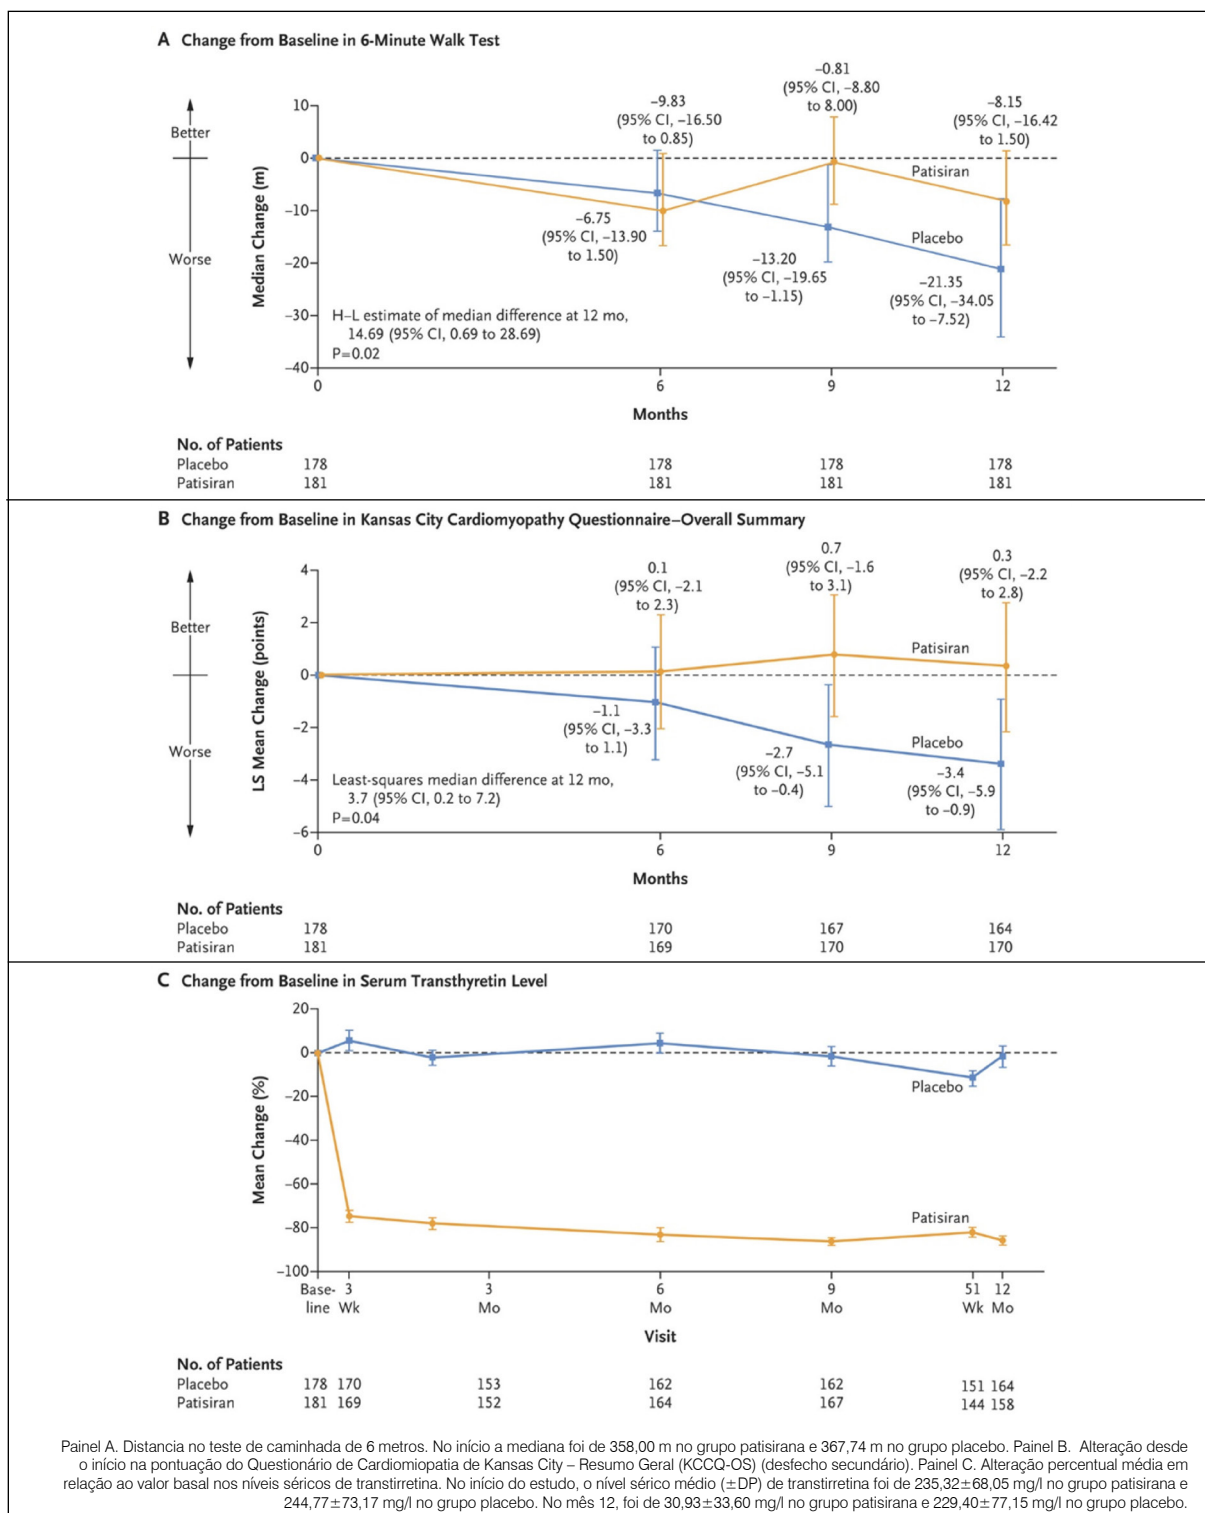 A Change from Baseline in 6-Minute Walk Test
Better
Worse
Median Change (m)
10
0
−10
−20
−30
−40
−9.83
(95% CI, −16.50
to 0.85)
−0.81
(95% CI, −8.80
to 8.00)
−8.15
(95% CI, −16.42
to 1.50)
Patisiran
−6.75
(95% CI, −13.90
to 1.50)
Placebo
−13.20
(95% CI, −19.65
to −1.15)
−21.35
(95% CI, −34.05
to −7.52)
H–L estimate of median difference at 12 mo,
14.69 (95% CI, 0.69 to 28.69)
P=0.02
0 6 9 12
Months
No. of Patients
Placebo 178 178 178 178
Patisiran 181 181 181 181
B Change from Baseline in Kansas City Cardiomyopathy Questionnaire–Overall Summary
Better
Worse
LS Mean Change (points)
4
2
0
−2
−4
−6
0.1
(95% CI, −2.1
to 2.3)
0.7
(95% CI, −1.6
to 3.1)
0.3
(95% CI, −2.2
to 2.8)
Patisiran
−1.1
(95% CI, −3.3
to 1.1)
−2.7
(95% CI, −5.1
to −0.4)
Placebo
−3.4
(95% CI, −5.9
to −0.9)
Least-squares median difference at 12 mo,
3.7 (95% CI, 0.2 to 7.2)
P=0.04
0 6 9 12
Months
No. of Patients
Placebo 178 170 167 164
Patisiran 181 169 170 170
C Change from Baseline in Serum Transthyretin Level
Mean Change (%)
20
0
−20
−40
−60
−80
−100
Placebo
Patisiran
Base- 3 3 6 9 51 12
line Wk Mo Mo Mo Wk Mo
Visit
No. of Patients
Placebo 178 170 153 162 162 151 164
Patisiran 181 169 152 164 167 144 158
Painel A. Distancia no teste de caminhada de 6 metros. No início a mediana foi de 358,00 m no grupo patisirana e 367,74 m no grupo placebo. Painel B. Alteração desde
o início na pontuação do Questionário de Cardiomiopatia de Kansas City – Resumo Geral (KCCQ-OS) (desfecho secundário). Painel C. Alteração percentual média em
relação ao valor basal nos níveis séricos de transtirretina. No início do estudo, o nível sérico médio (±DP) de transtirretina foi de 235,32±68,05 mg/l no grupo patisirana e
244,77±73,17 mg/l no grupo placebo. No mês 12, foi de 30,93±33,60 mg/l no grupo patisirana e 229,40±77,15 mg/l no grupo placebo.